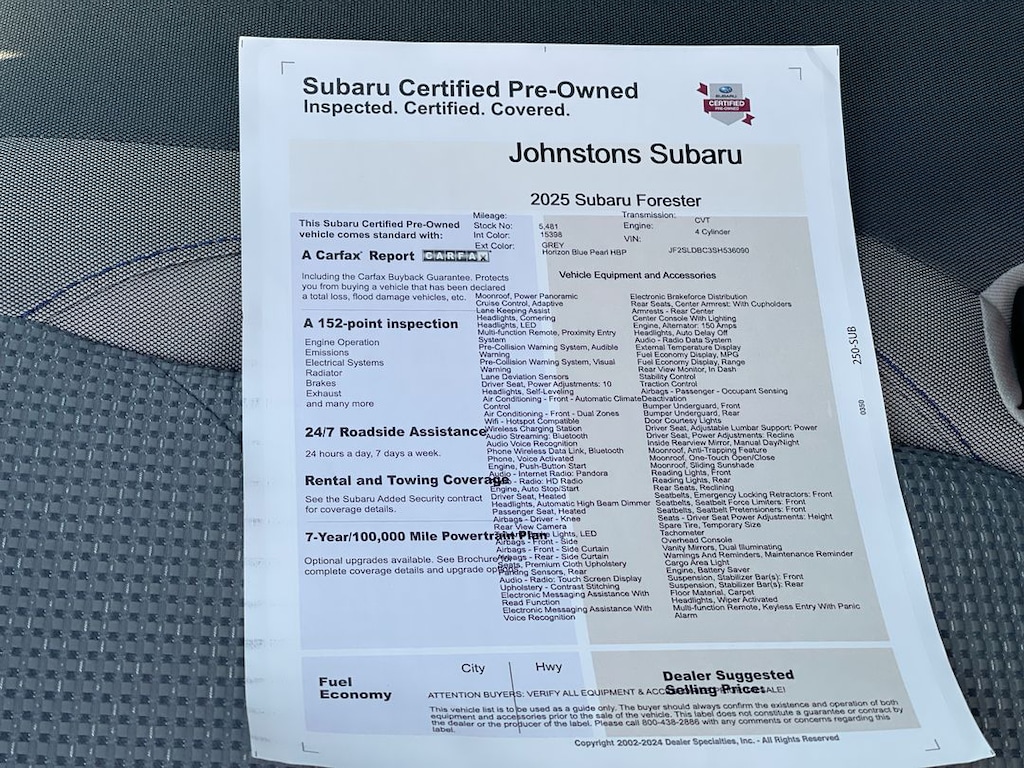 Subaru Certified Pre-Owned
Inspected. Certified. Covered.
SUBARU
CERTIFIED
PRE-OWNED
Johnstons Subaru
2025 Subaru Forester
This Subaru Certified Pre-Owned
vehicle comes standard with:
A Carfax Report CARFAX
Including the Carfax Buyback Guarantee. Protects
you from buying a vehicle that has been declared
a total loss, flood damage vehicles, etc.
A 152-point inspection
Engine Operation
Emissions
Electrical Systems
Radiator
Brakes
Exhaust
and many more
24/7 Roadside Assistance
24 hours a day, 7 days a week.
Rental and Towing Coverage
See the Subaru Added Security contract
for coverage details.
7-Year/100,000 Mile Powertrain Plan
Optional upgrades available. See Brochure for
complete coverage details and upgrade options.
Mileage: 5,481
Stock No: 15398
Int Color: GREY
Ext Color: Horizon Blue Pearl HBP
Transmission: CVT
Engine: 4 Cylinder
VIN: JF2SLDBC3SH536090
Vehicle Equipment and Accessories
Moonroof, Power Panoramic
Cruise Control, Adaptive
Lane Keeping Assist
Headlights, Cornering
Headlights, LED
Multi-function Remote, Proximity Entry
System
Pre-Collision Warning System, Audible
Warning
Pre-Collision Warning System, Visual
Warning
Lane Deviation Sensors
Driver Seat, Power Adjustments: 10
Headlights, Self-Leveling
Air Conditioning - Front - Automatic Climate
Control
Air Conditioning - Front - Dual Zones
Wifi - Hotspot Compatible
Wireless Charging Station
Audio Streaming: Bluetooth
Audio Voice Recognition
Phone Wireless Data Link, Bluetooth
Phone, Voice Activated
Engine, Push-Button Start
Audio - Internet Radio: Pandora
Audio - Radio: HD Radio
Engine, Auto Stop/Start
Driver Seat, Heated
Headlights, Automatic High Beam Dimmer
Passenger Seat, Heated
Airbags - Driver - Knee
Rear View Camera
Lights, LED
Airbags - Front - Side
Airbags - Front - Side Curtain
Airbags - Rear - Side Curtain
Seats, Premium Cloth Upholstery
Parking Sensors, Rear
Audio - Radio: Touch Screen Display
Upholstery - Contrast Stitching
Electronic Messaging Assistance With
Read Function
Electronic Messaging Assistance With
Voice Recognition
Electronic Brakeforce Distribution
Rear Seats, Center Armrest: With Cupholders
Armrests - Rear Center
Center Console With Lighting
Engine, Alternator: 150 Amps
Headlights, Auto Delay Off
Audio - Radio Data System
External Temperature Display
Fuel Economy Display, MPG
Fuel Economy Display, Range
Rear View Monitor, In Dash
Stability Control
Traction Control
Airbags - Passenger - Occupant Sensing
Deactivation
Bumper Underguard, Front
Bumper Underguard, Rear
Door Courtesy Lights
Driver Seat, Adjustable Lumbar Support: Power
Driver Seat, Power Adjustments: Recline
Inside Rearview Mirror, Manual Day/Night
Moonroof, Anti-Trapping Feature
Moonroof, One-Touch Open/Close
Moonroof, Sliding Sunshade
Reading Lights, Front
Reading Lights, Rear
Rear Seats, Reclining
Seatbelts, Emergency Locking Retractors: Front
Seatbelts, Seatbelt Force Limiters: Front
Seatbelts, Seatbelt Pretensioners: Front
Seats - Driver Seat Power Adjustments: Height
Spare Tire, Temporary Size
Tachometer
Overhead Console
Vanity Mirrors, Dual Illuminating
Warnings And Reminders, Maintenance Reminder
Cargo Area Light
Engine, Battery Saver
Suspension, Stabilizer Bar(s): Front
Suspension, Stabilizer Bar(s): Rear
Floor Material, Carpet
Headlights, Wiper Activated
Multi-function Remote, Keyless Entry With Panic
Alarm
250-SUB
0350
Fuel
Economy
City
Hwy
Dealer Suggested
Selling Price:
ATTENTION BUYERS: VERIFY ALL EQUIPMENT &
This vehicle list is to be used as a guide only. The buyer should always confirm the existence and operation of both
equipment and accessories prior to the sale of the vehicle. This label does not constitute a guarantee or contract by
the dealer or the producer of the label. Please call 800-438-2886 with any comments or concerns regarding this
label.
Copyright 2002-2024 Dealer Specialties, Inc. - All Rights Reserved